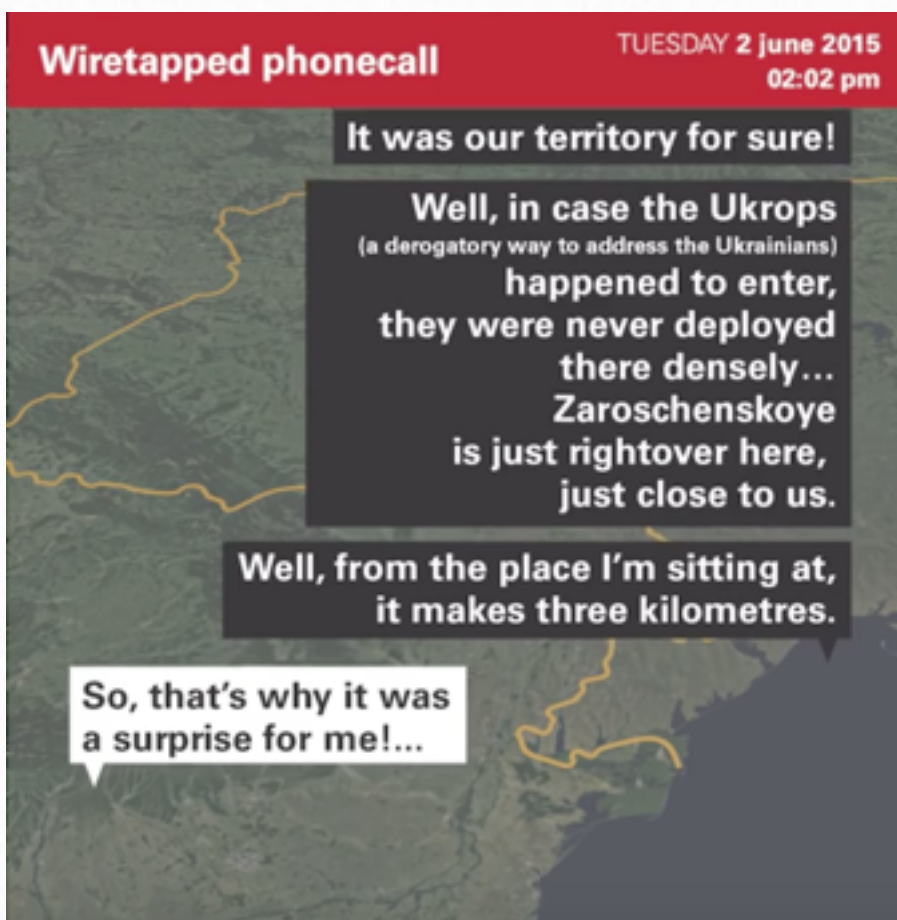 Wiretapped phonecall
TUESDAY 2 june 2015
02:02 pm
It was our territory for sure!
Well, in case the Ukrops
(a derogatory way to address the Ukrainians)
happened to enter,
they were never deployed
there densely...
Zaroschenskoye
is just rightover here,
just close to us.
Well, from the place I'm sitting at,
it makes three kilometres.
So, that's why it was
a surprise for me!...